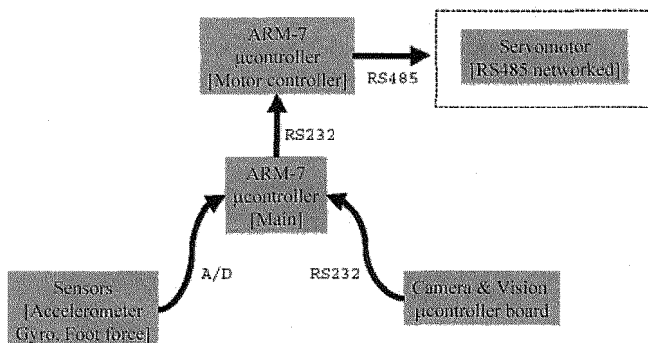 ARM-7
μcontroller
[Motor controller]
RS485
Servomotor
[RS485 networked]
RS232
ARM-7
μcontroller
[Main]
A/D
RS232
Sensors
[Accelerometer
Gyro, Foot force]
Camera & Vision
μcontroller board